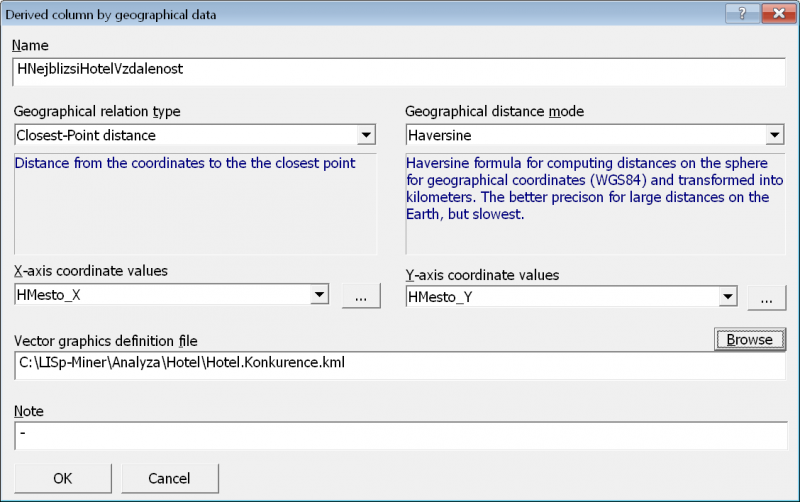 Derived column by geographical data
?
Name
HNejblizsiHotelVzdalenost
Geographical relation type
Geographical distance mode
Closest-Point distance
Haversine
Distance from the coordinates to the the closest point
Haversine formula for computing distances on the sphere
for geographical coordinates (WGS84) and transformed into
kilometers. The better precison for large distances on the
Earth, but slowest.
X-axis coordinate values
Y-axis coordinate values
HMesto_X
...
HMesto_Y
...
Vector graphics definition file
Browse
C:\LISp-Miner\Analyza\Hotel\Hotel.Konkurence.kml
Note
-
OK
Cancel